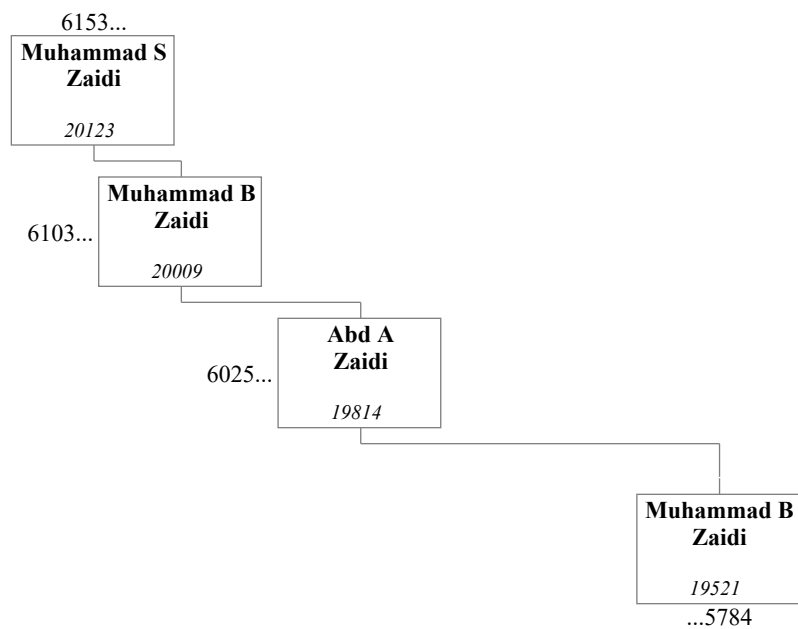 6153...
Muhammad S
Zaidi
20123
Muhammad B
Zaidi
6103...
20009
Abd A
Zaidi
6025...
19814
Muhammad B
Zaidi
19521
...5784